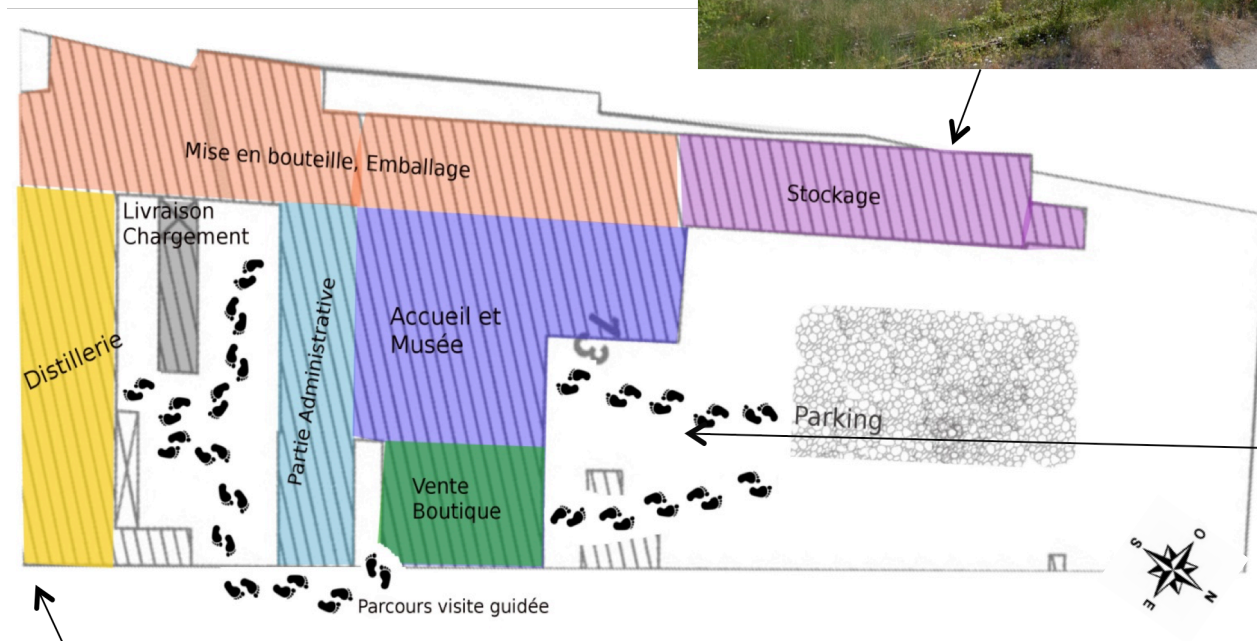 Mise en bouteille, Emballage
Stockage
Livraison
Chargement
Distillerie
Partie Administrative
Accueil et
Musée
73
Parking
Vente
Boutique
Parcours visite guidée
S
O
E
N